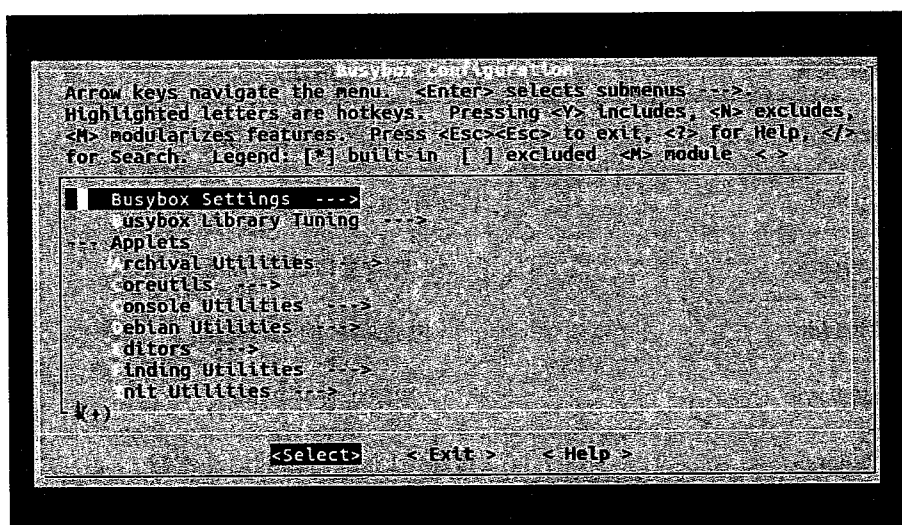 Busybox Configuration
Arrow keys navigate the menu. <Enter> selects submenus --->.
Highlighted letters are hotkeys. Pressing <Y> includes, <N> excludes,
<M> modularizes features. Press <Esc><Esc> to exit, <?> for Help, </>
for Search. Legend: [*] built-in [ ] excluded <M> module < >
Busybox Settings --->
usybox Library Tuning --->
--- Applets
Archival Utilities --->
oreutils --->
onsole Utilities --->
Debian Utilities --->
ditors --->
inding Utilities --->
nit Utilities --->
(+)
<Select> < Exit > < Help >